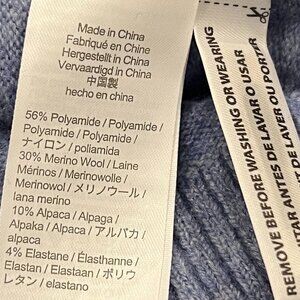 Made in China
Fabriqué en Chine
Hergestellt in China
Vervaardigd in China
中国製
hecho en china
56% Polyamide / Polyamide /
Polyamide / Polyamide /
ナイロン / poliamida
30% Merino Wool / Laine
Mérinos / Merinowolle /
Merinowol / メリノウール /
lana merino
10% Alpaca / Alpaga /
Alpaka / Alpaca / アルパカ /
alpaca
4% Elastane / Élasthanne /
Elastan / Elastaan / ポリウ
レタン / elastano
REMOVE BEFORE WASHING OR WEARING
TAR ANTES DE LAVAR O USAR
TAR ANTES DE LAVAR OU PORTER